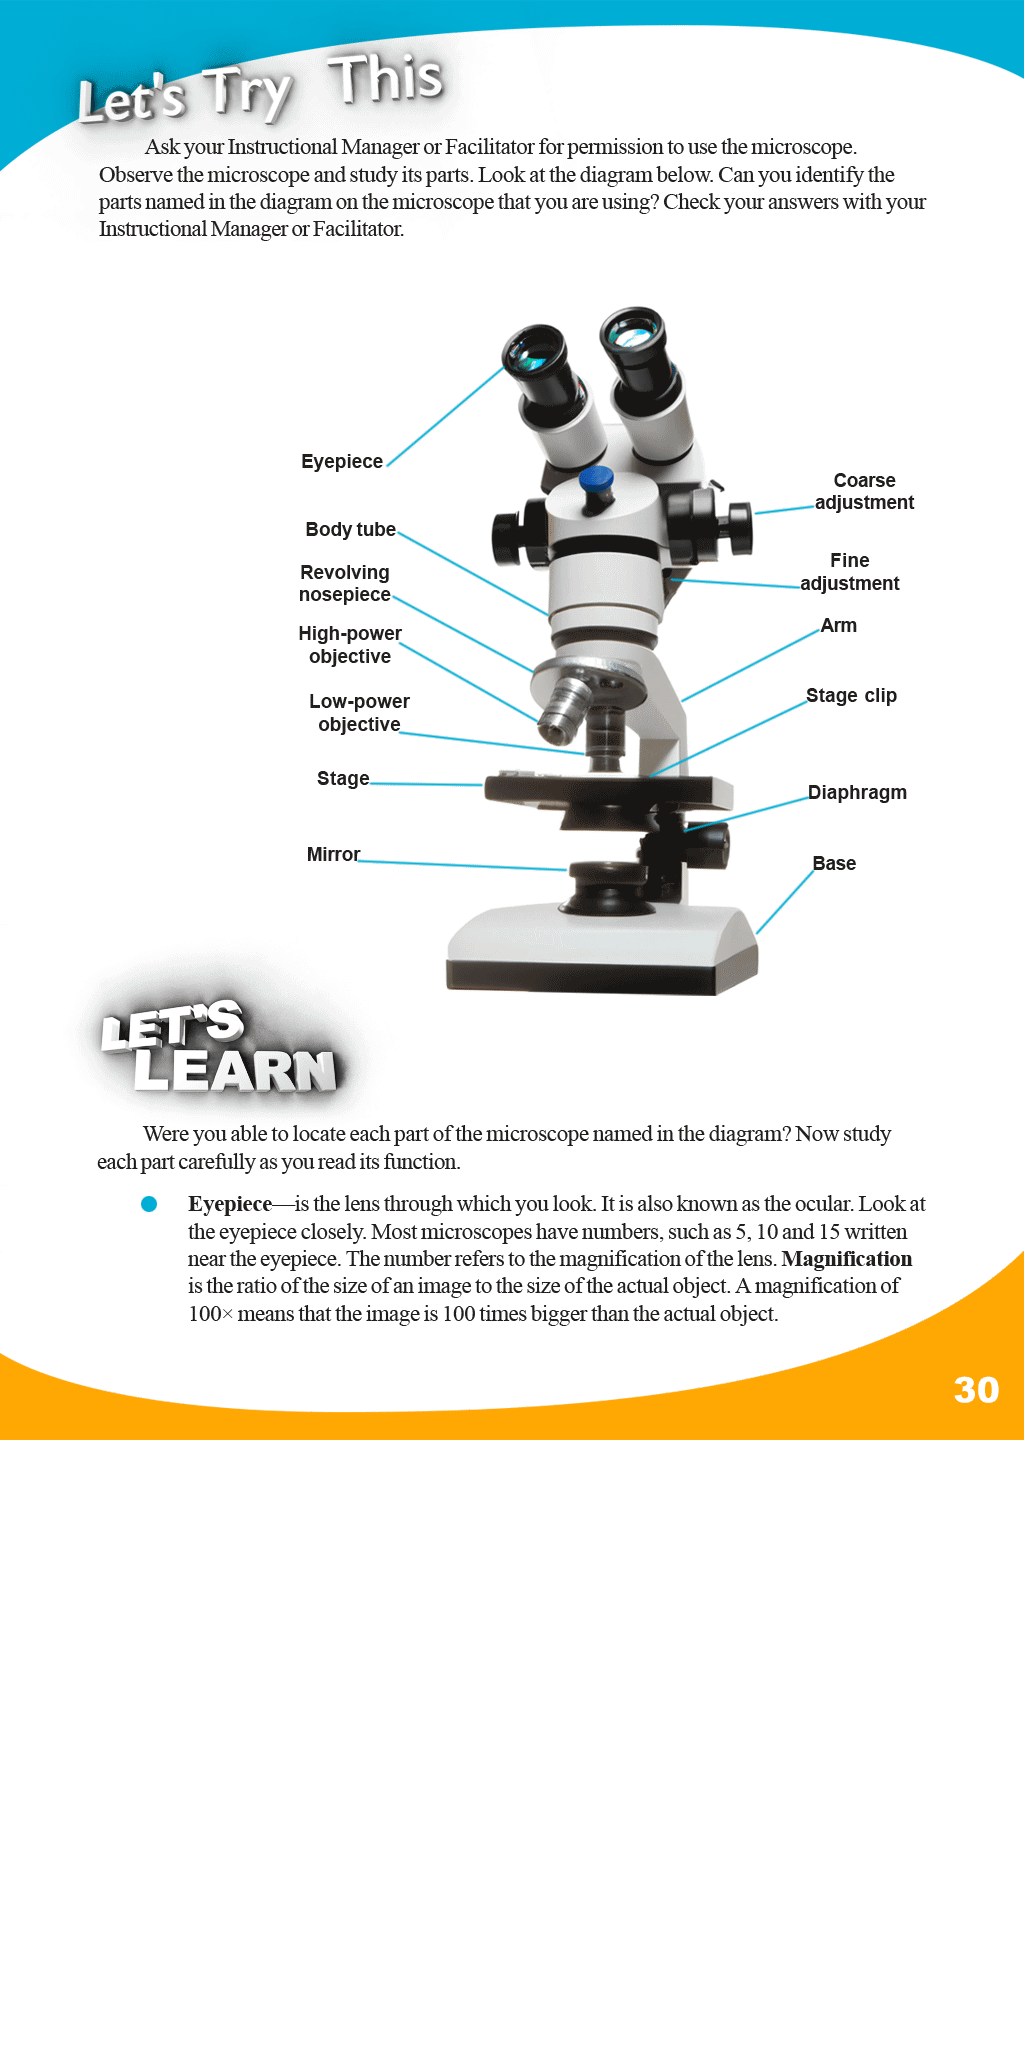 Let's Try This
Ask your Instructional Manager or Facilitator for permission to use the microscope.
Observe the microscope and study its parts. Look at the diagram below. Can you identify the
parts named in the diagram on the microscope that you are using? Check your answers with your
Instructional Manager or Facilitator.
Eyepiece
Body tube
Revolving
nosepiece
High-power
objective
Low-power
objective
Stage
Mirror
Coarse
adjustment
Fine
adjustment
Arm
Stage clip
Diaphragm
Base
LET'S
LEARN
Were you able to locate each part of the microscope named in the diagram? Now study
each part carefully as you read its function.
Eyepiece—is the lens through which you look. It is also known as the ocular. Look at
the eyepiece closely. Most microscopes have numbers, such as 5, 10 and 15 written
near the eyepiece. The number refers to the magnification of the lens. Magnification
is the ratio of the size of an image to the size of the actual object. A magnification of
100× means that the image is 100 times bigger than the actual object.
30